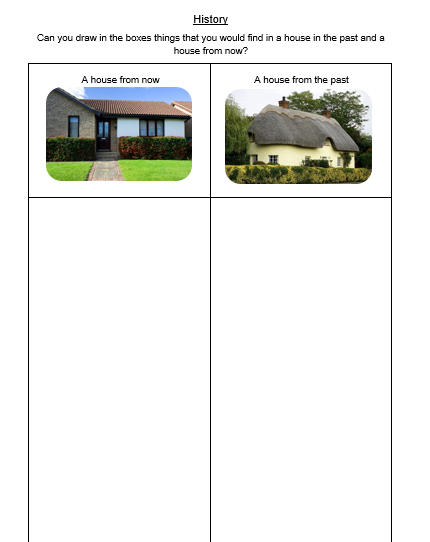 History
Can you draw in the boxes things that you would find in a house in the past and a
house from now?
A house from now
A house from the past